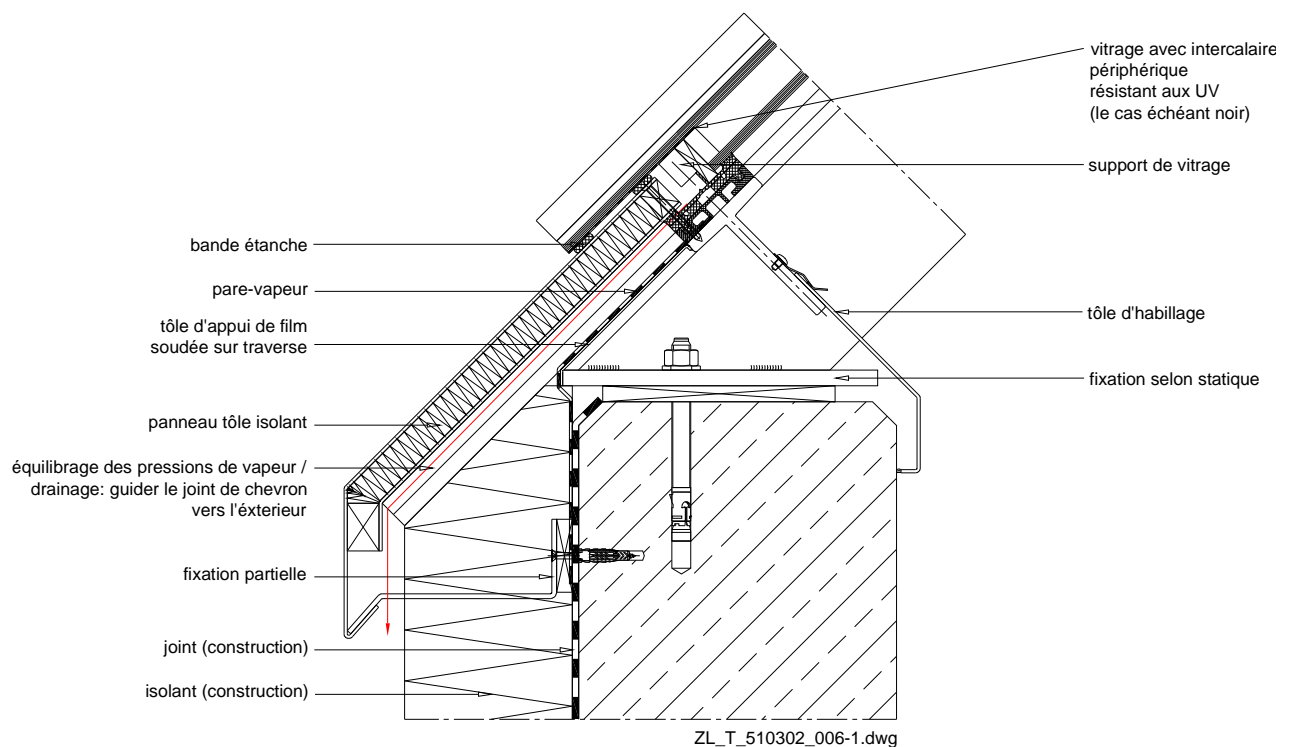 vitrage avec intercalaire
périphérique
résistant aux UV
(le cas échéant noir)
support de vitrage
bande étanche
pare-vapeur
tôle d'appui de film
soudée sur traverse
tôle d'habillage
fixation selon statique
panneau tôle isolant
équilibrage des pressions de vapeur /
drainage: guider le joint de chevron
vers l'éxterieur
fixation partielle
joint (construction)
isolant (construction)
ZL_T_510302_006-1.dwg